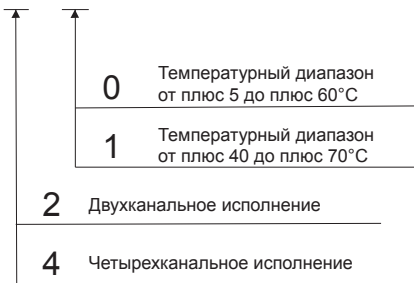 0
Температурный диапазон
от плюс 5 до плюс 60°C
1
Температурный диапазон
от плюс 40 до плюс 70°C
2 Двухканальное исполнение
4 Четырехканальное исполнение